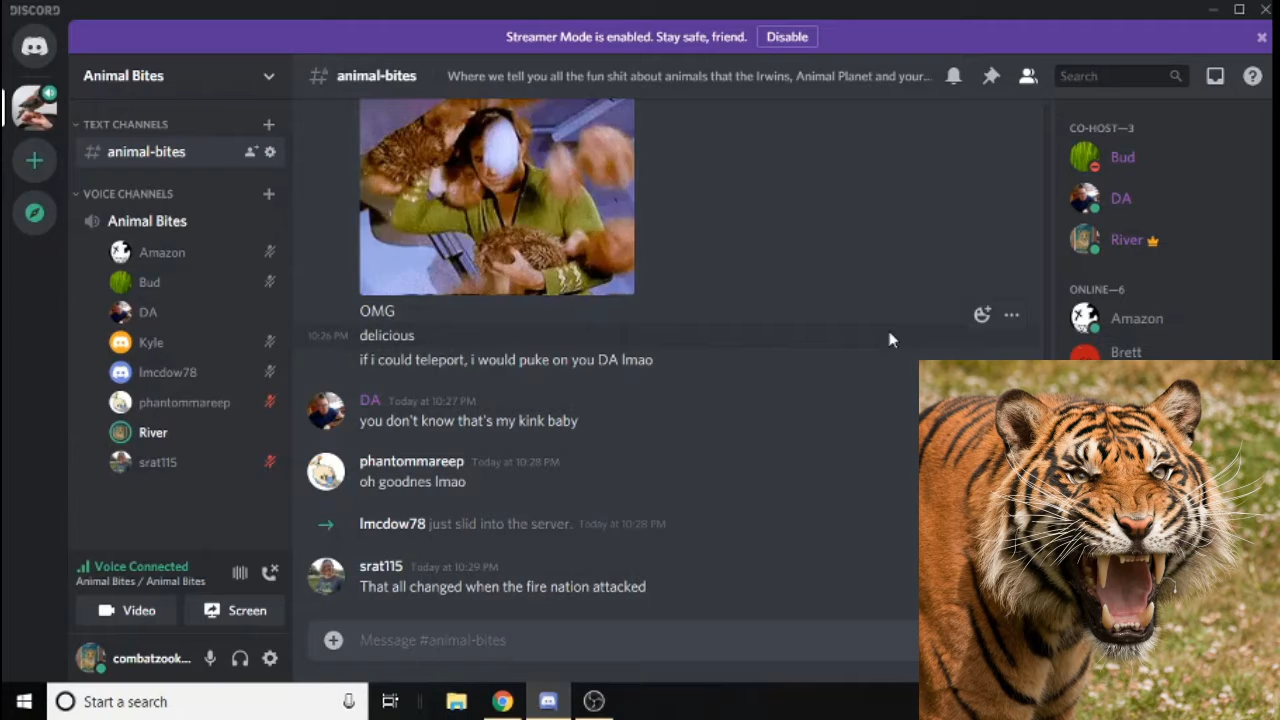 DISCORD
Streamer Mode is enabled. Stay safe, friend. Disable
Animal Bites
animal-bites
Where we tell you all the fun shit about animals that the Irwins, Animal Planet and your...
Search
TEXT CHANNELS
animal-bites
VOICE CHANNELS
Animal Bites
Amazon
Bud
DA
Kyle
lmcdow78
phantommareep
River
srat115
Voice Connected
Animal Bites / Animal Bites
Video
Screen
combatzook...
OMG
10:26 PM delicious
if i could teleport, i would puke on you DA lmao
DA Today at 10:27 PM
you don't know that's my kink baby
phantommareep Today at 10:28 PM
oh goodnes lmao
lmcdow78 just slid into the server. Today at 10:28 PM
srat115 Today at 10:29 PM
That all changed when the fire nation attacked
Message #animal-bites
CO-HOST—3
Bud
DA
River
ONLINE—6
Amazon
Brett
Start a search